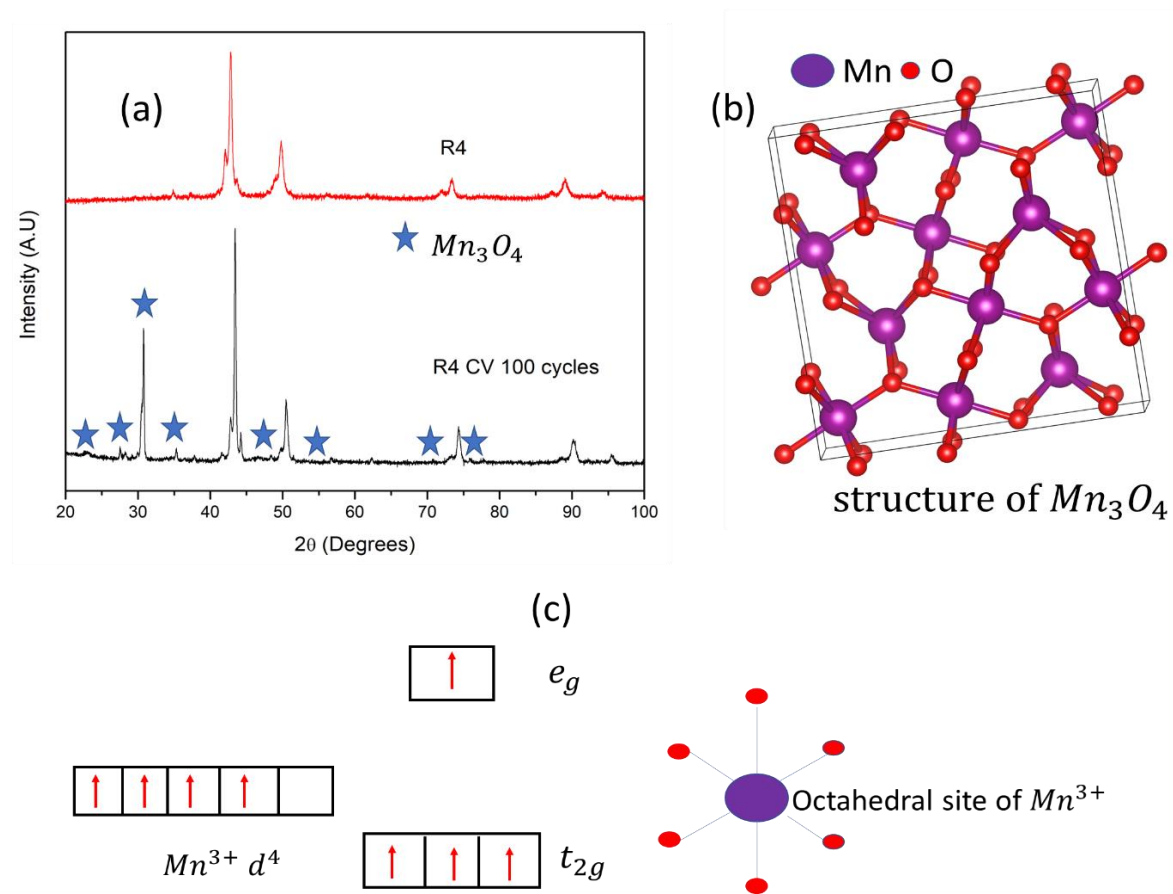 (a)
R4
Mn₃O₄
R4 CV 100 cycles
Intensity (A.U)
20 30 40 50 60 70 80 90 100
2θ (Degrees)
(b)
Mn O
structure of Mn₃O₄
(c)
e_g
Mn³⁺ d⁴
t₂g
Octahedral site of Mn³⁺